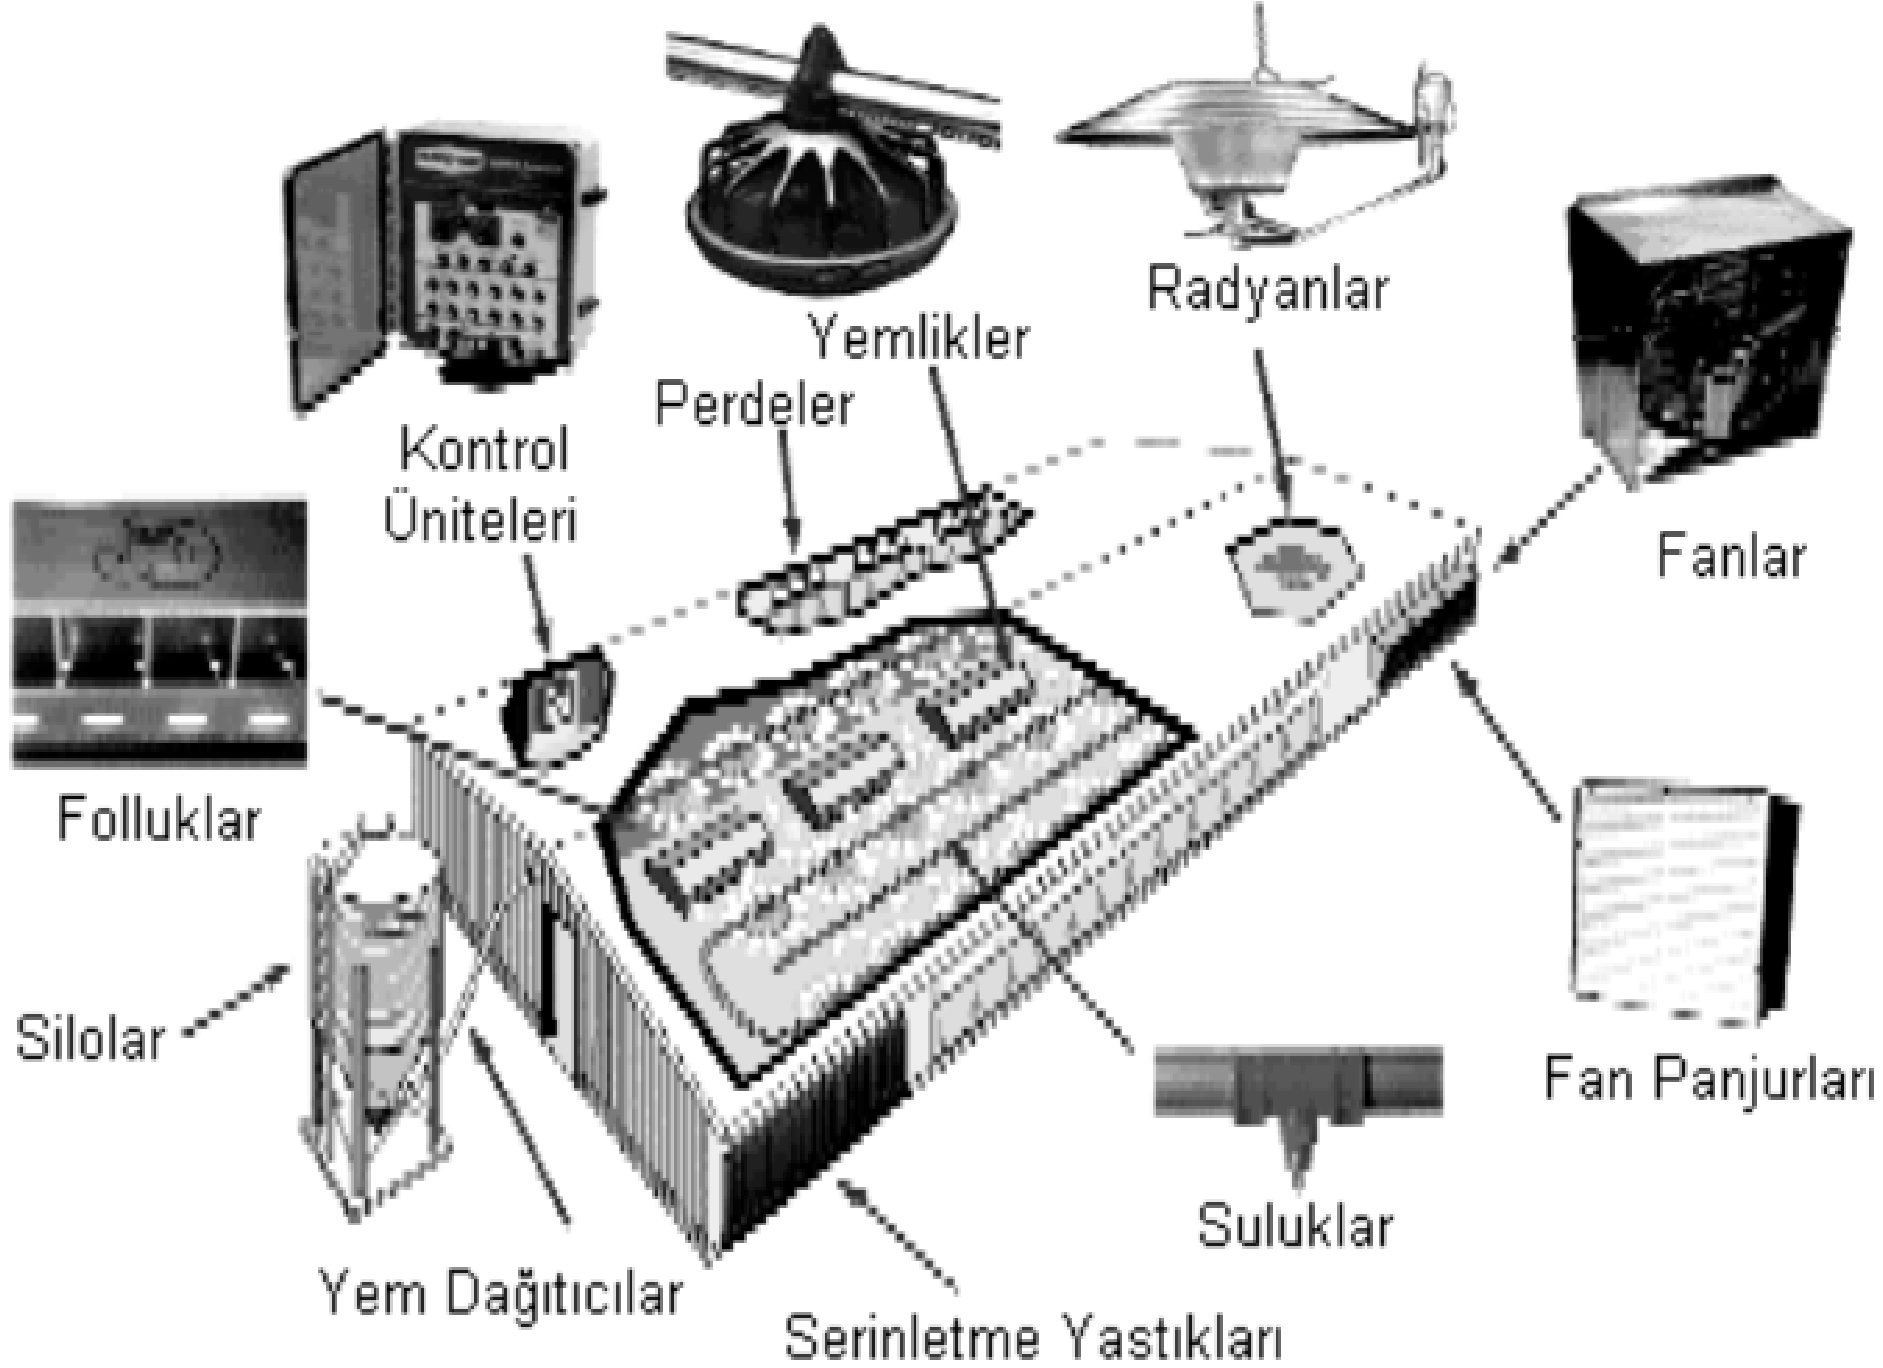 Radyanlar
Yemlikler
Perdeler
Kontrol
Üniteleri
Fanlar
Folluklar
Silolar
Fan Panjurları
Suluklar
Yem Dağıtıcılar
Serinletme Yastıkları